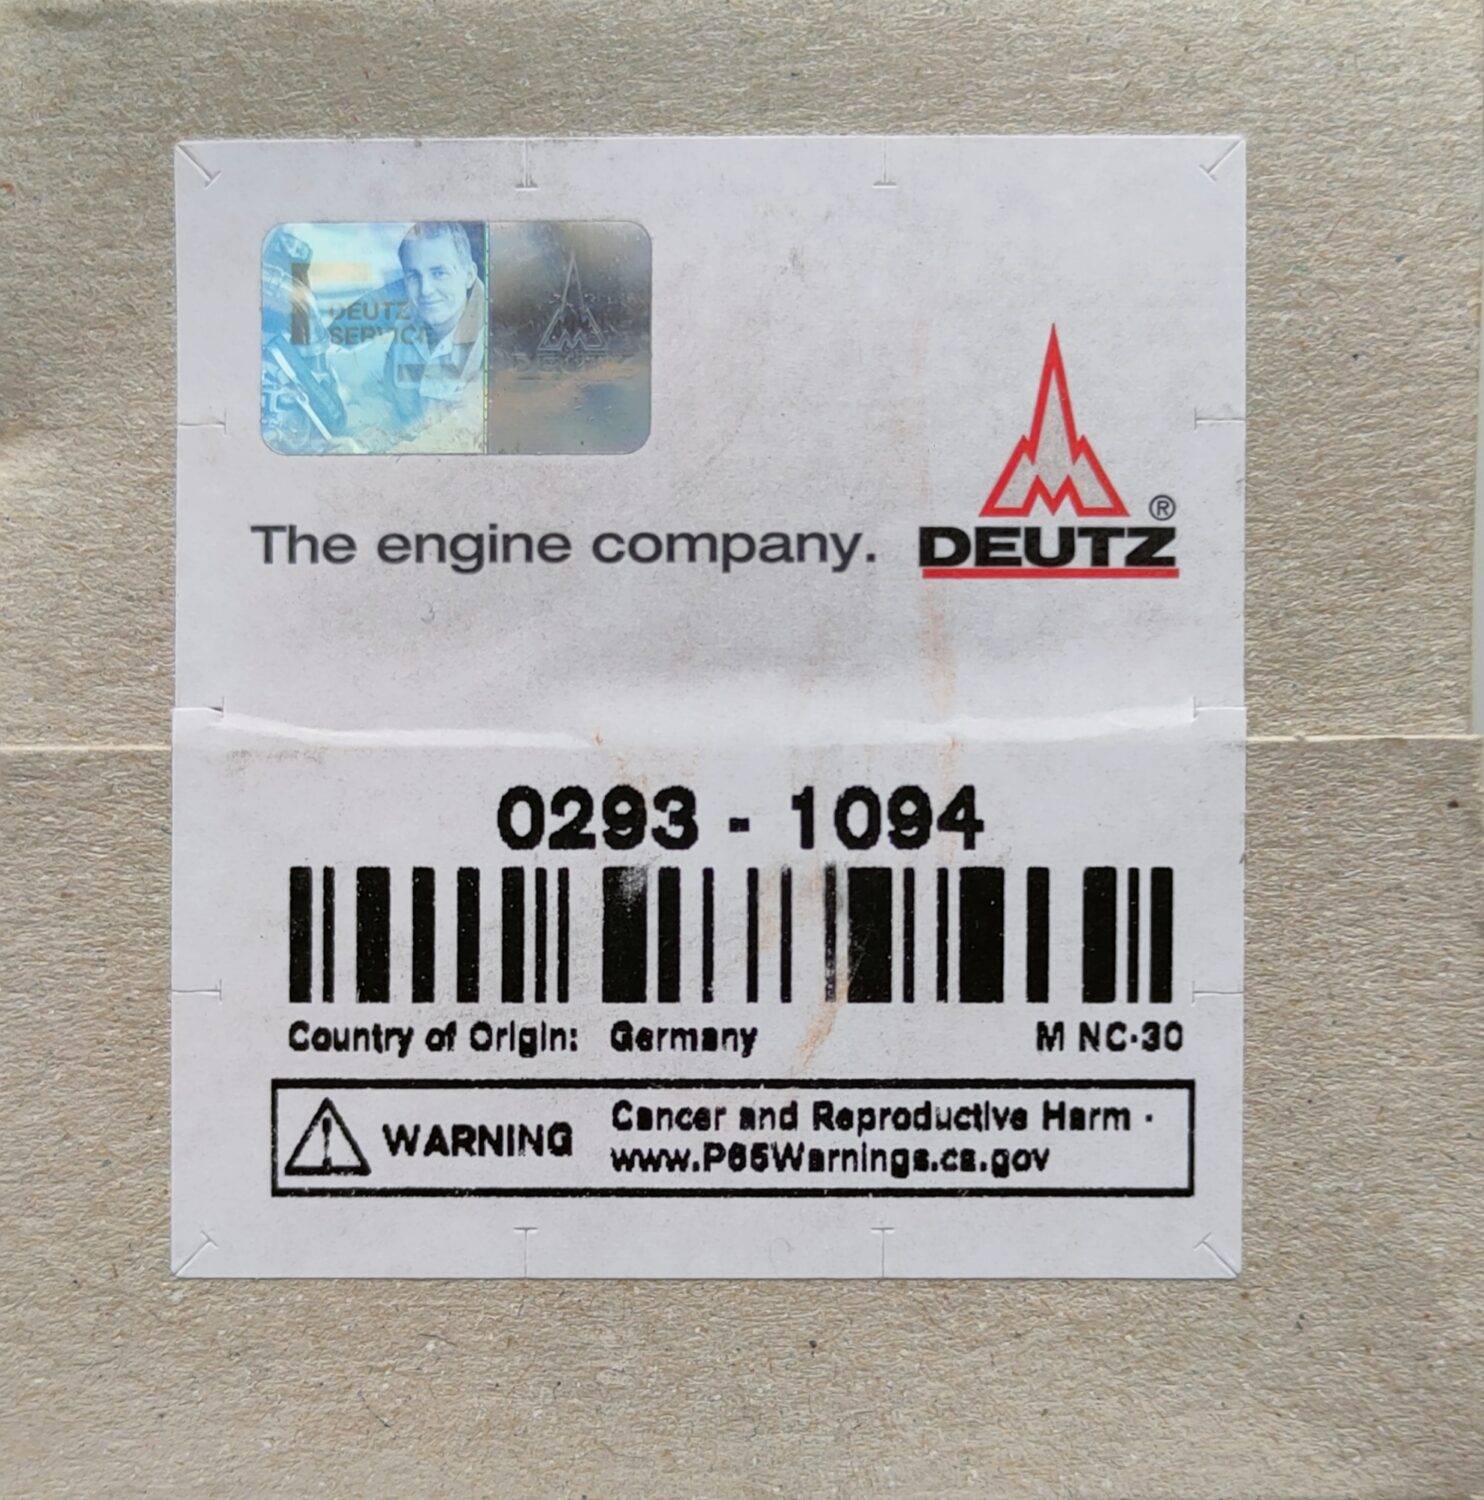 DEUTZ
SERVICE
DEUTZ
The engine company.
DEUTZ®
0293 - 1094
Country of Origin: Germany M NC-30
WARNING Cancer and Reproductive Harm -
www.P65Warnings.ca.gov